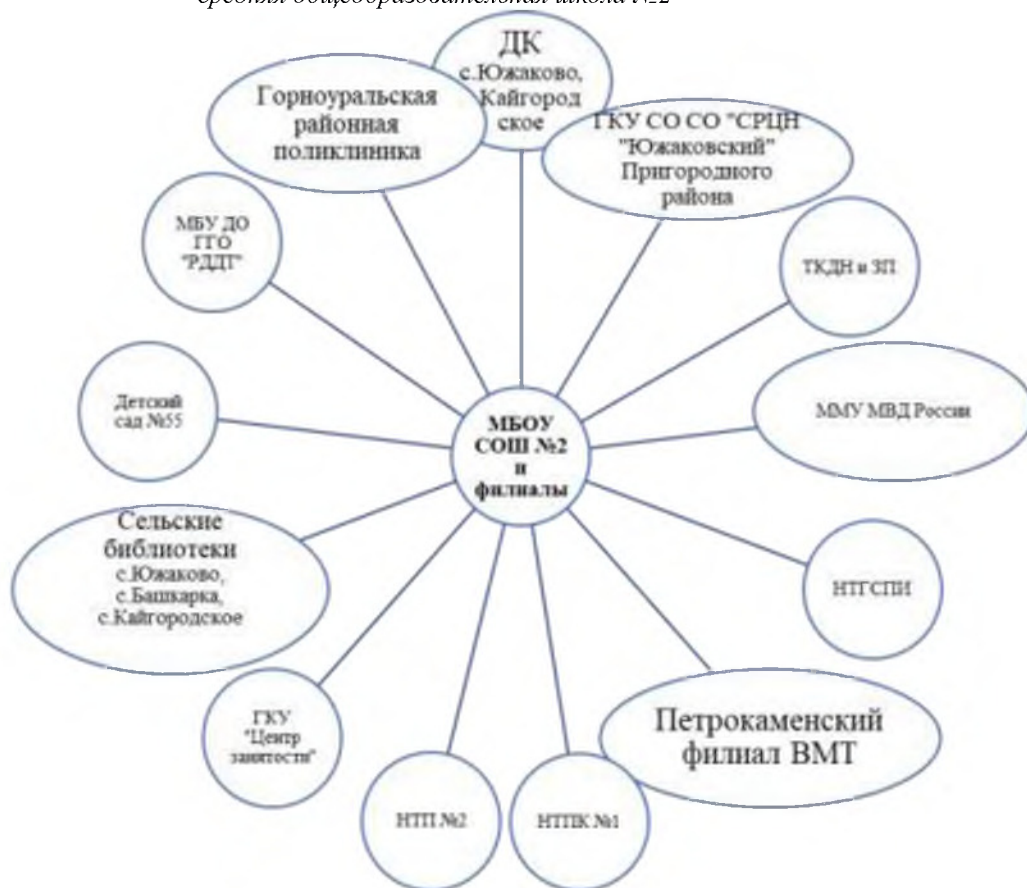 средняя общеобразовательная школа №2
ДК
с.Южаково,
Кайгород
ское
Горноуральская
районная
поликлиника
ГКУ СО СО "СРЦН
"Южаковский"
Пригородного
района
МБУ ДО
ГГО
"РДДТ"
ТКДН и ЗП
Детский
сад №55
ММУ МВД России
МБОУ
СОШ №2
и
филиалы
Сельские
библиотеки
с.Южаково,
с.Башкарка,
с.Кайгородское
НТГСПИ
ГКУ
"Центр
занятости"
Петрокаменский
филиал ВМТ
НТП №2
НТПК №1